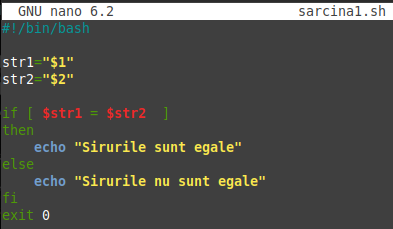 GNU nano 6.2 sarcina1.sh
#!/bin/bash
str1="$1"
str2="$2"
if [ $str1 = $str2  ]
then
    echo "Sirurile sunt egale"
else
    echo "Sirurile nu sunt egale"
fi
exit 0